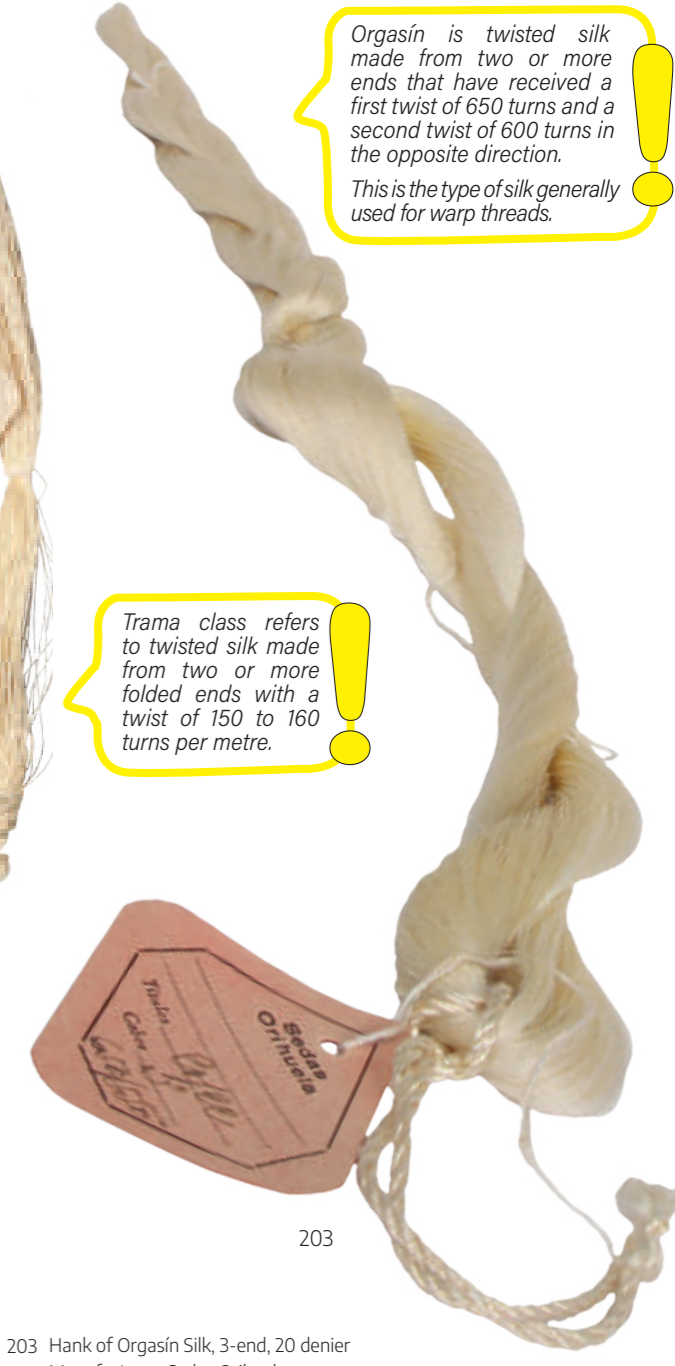 Orgasín is twisted silk
made from two or more
ends that have received a
first twist of 650 turns and a
second twist of 600 turns in
the opposite direction.
This is the type of silk generally
used for warp threads.
Trama class refers
to twisted silk made
from two or more
folded ends with a
twist of 150 to 160
turns per metre.
Sedas
Orihuela
Títulos
Cabos
203
203 Hank of Orgasín Silk, 3-end, 20 denier